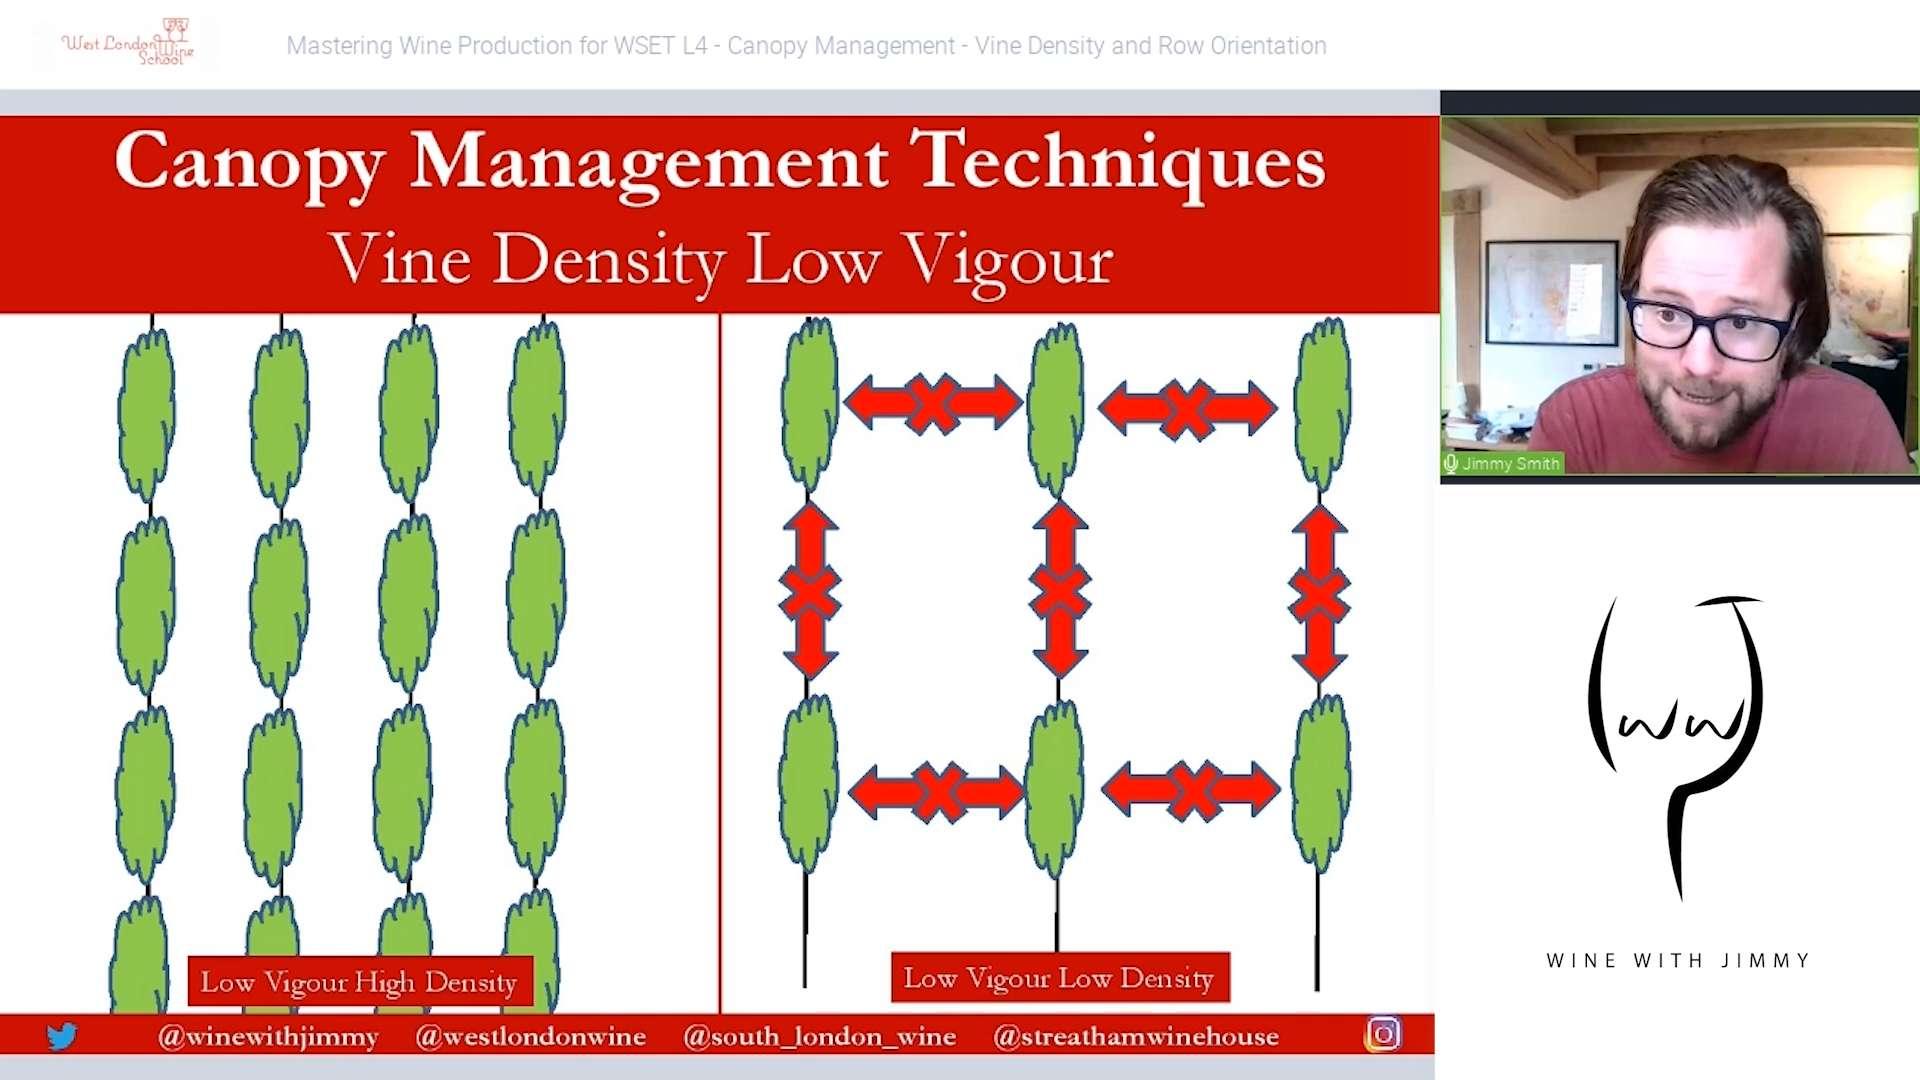 West London Wine School
Mastering Wine Production for WSET L4 - Canopy Management - Vine Density and Row Orientation
Canopy Management Techniques
Vine Density Low Vigour
Low Vigour High Density
Low Vigour Low Density
@winewithjimmy @westlondonwine @south_london_wine @streathamwinehouse
Jimmy Smith
ww
WINE WITH JIMMY